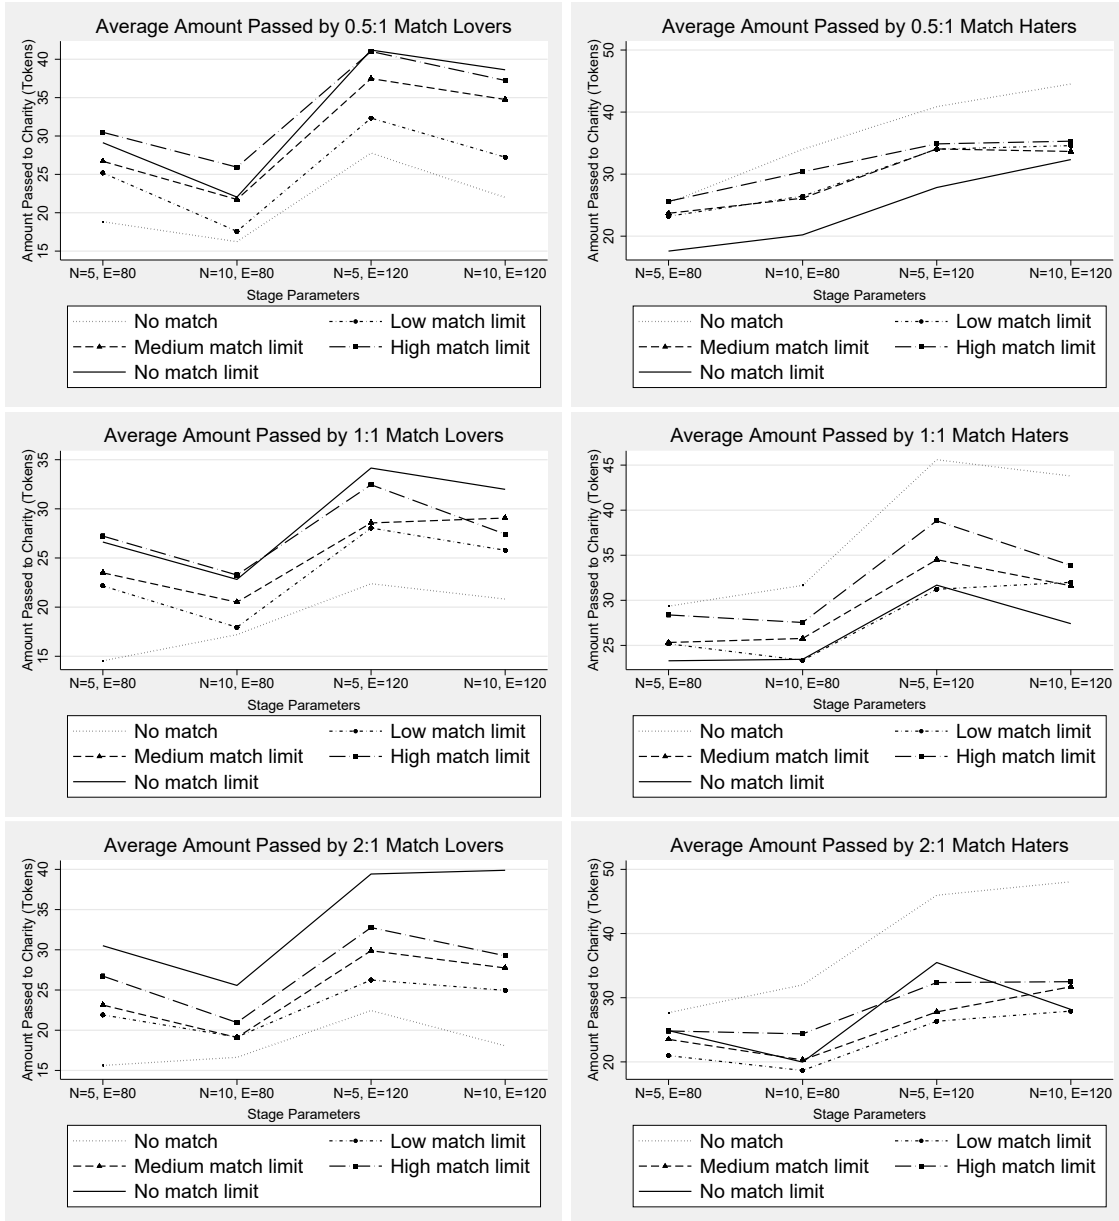 Average Amount Passed by 0.5:1 Match Lovers
Amount Passed to Charity (Tokens)
40
35
30
25
20
15
N=5, E=80 N=10, E=80 N=5, E=120 N=10, E=120
Stage Parameters
No match Low match limit
Medium match limit High match limit
No match limit
Average Amount Passed by 0.5:1 Match Haters
Amount Passed to Charity (Tokens)
50
40
30
20
N=5, E=80 N=10, E=80 N=5, E=120 N=10, E=120
Stage Parameters
No match Low match limit
Medium match limit High match limit
No match limit
Average Amount Passed by 1:1 Match Lovers
Amount Passed to Charity (Tokens)
35
30
25
20
15
N=5, E=80 N=10, E=80 N=5, E=120 N=10, E=120
Stage Parameters
No match Low match limit
Medium match limit High match limit
No match limit
Average Amount Passed by 1:1 Match Haters
Amount Passed to Charity (Tokens)
45
40
35
30
25
N=5, E=80 N=10, E=80 N=5, E=120 N=10, E=120
Stage Parameters
No match Low match limit
Medium match limit High match limit
No match limit
Average Amount Passed by 2:1 Match Lovers
Amount Passed to Charity (Tokens)
40
35
30
25
20
15
N=5, E=80 N=10, E=80 N=5, E=120 N=10, E=120
Stage Parameters
No match Low match limit
Medium match limit High match limit
No match limit
Average Amount Passed by 2:1 Match Haters
Amount Passed to Charity (Tokens)
50
40
30
20
N=5, E=80 N=10, E=80 N=5, E=120 N=10, E=120
Stage Parameters
No match Low match limit
Medium match limit High match limit
No match limit